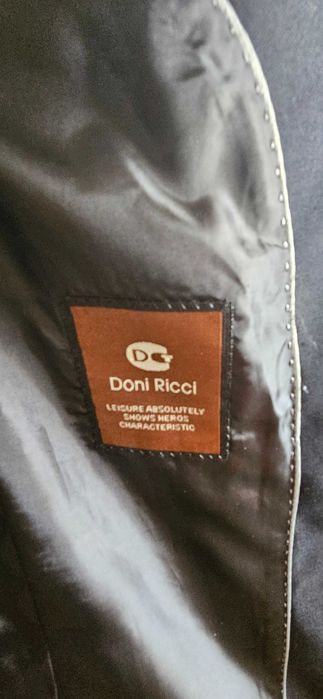 DG
Doni Ricci
LEISURE ABSOLUTELY
SHOWS HEROS
CHARACTERISTIC